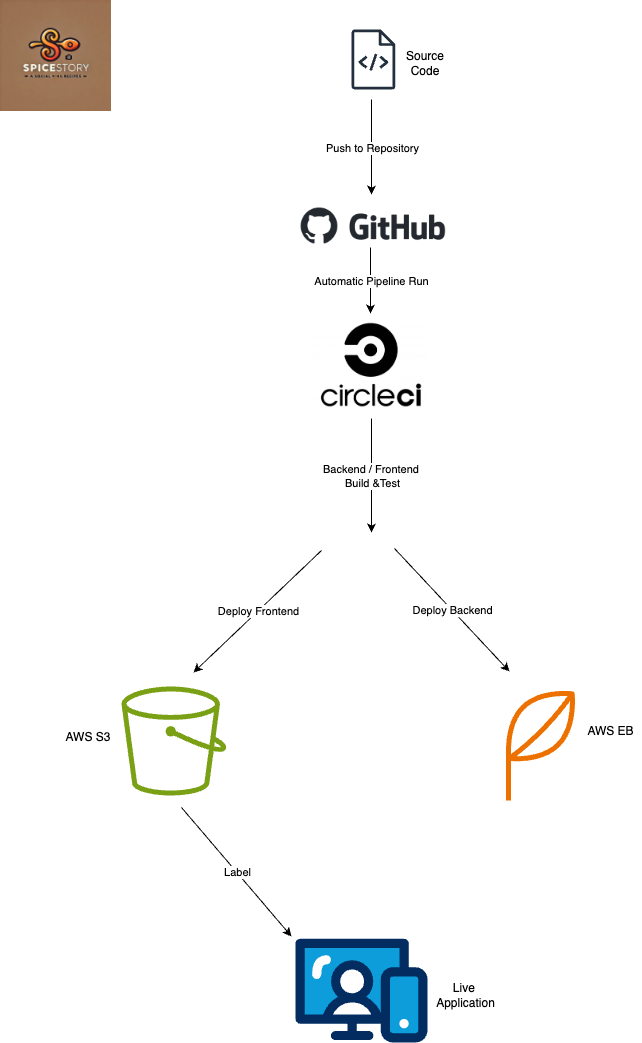 SPICESTORY
Source
Code
Push to Repository
GitHub
Automatic Pipeline Run
circleci
Backend / Frontend
Build &Test
Deploy Frontend
Deploy Backend
AWS S3
AWS EB
Label
Live
Application